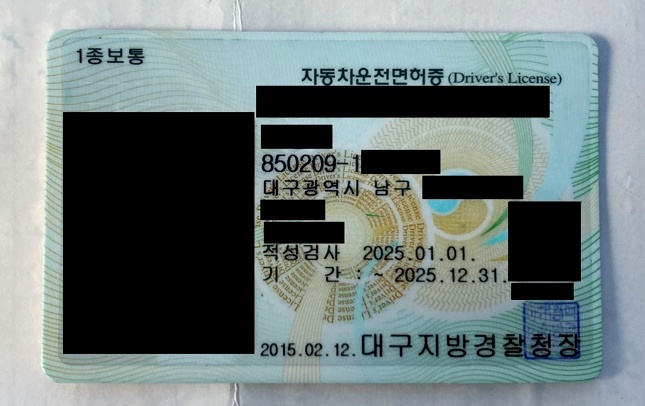 1종보통
자동차운전면허증 (Driver's License)
850209-1
대구광역시 남구
적성검사 2025.01.01.
기 간 : ~ 2025.12.31.
2015.02.12. 대구지방경찰청장